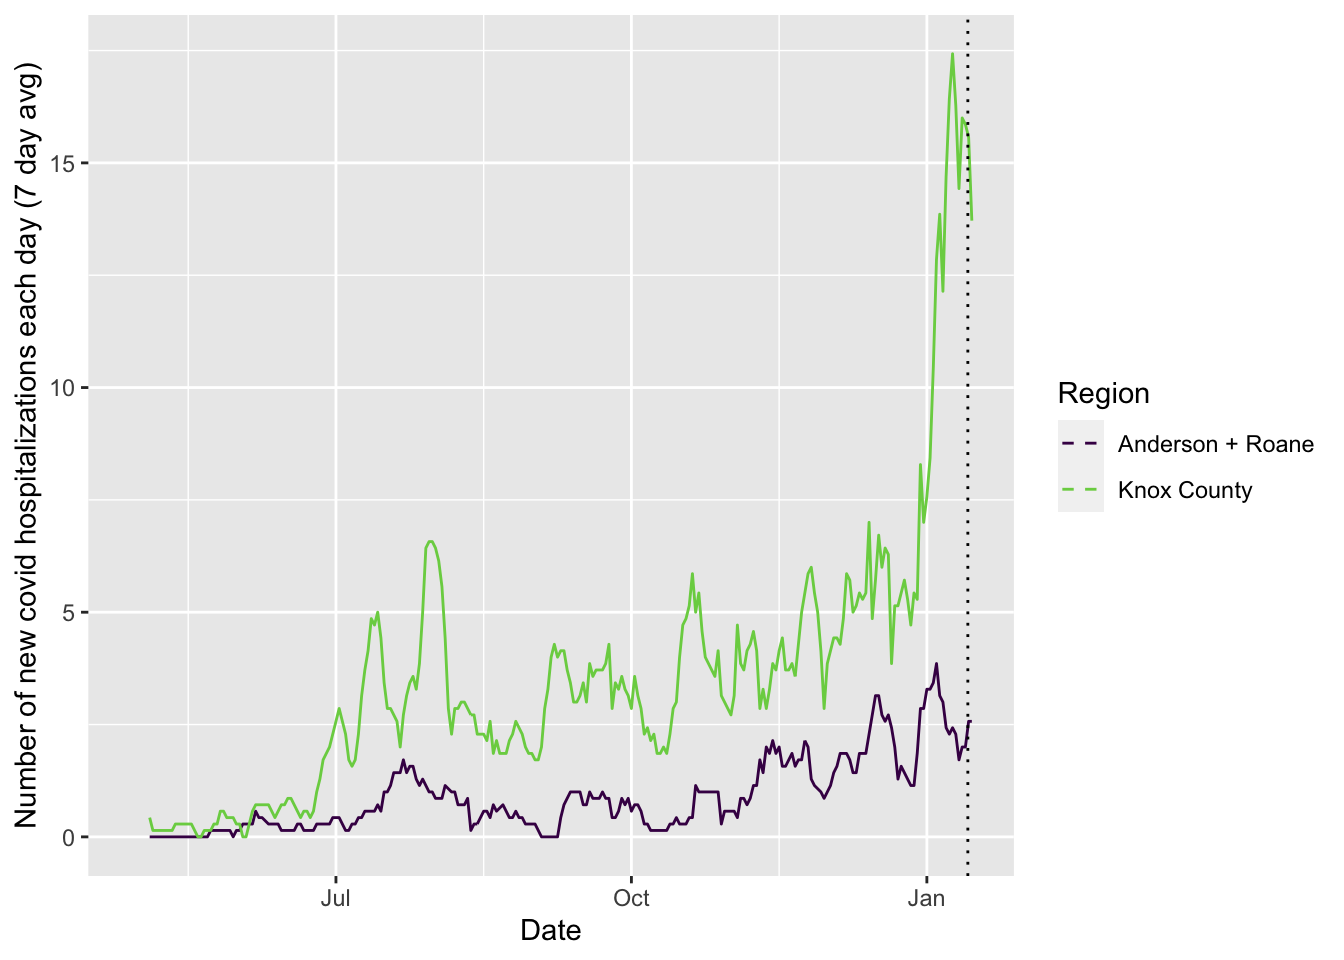 Number of new covid hospitalizations each day (7 day avg)
15
10
5
0
Jul
Oct
Jan
Date
Region
Anderson + Roane
Knox County